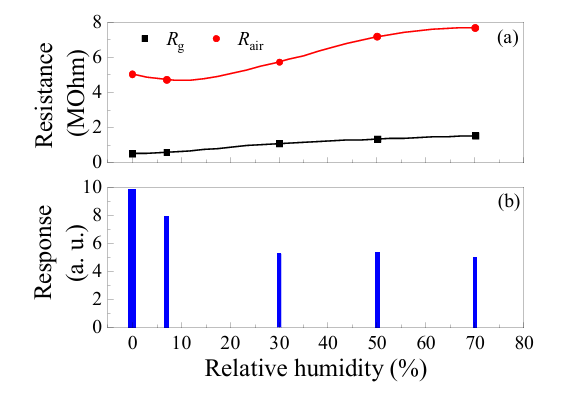 8
6
4
2
0
Resistance
(MOhm)
Rg
Rair
(a)
10
8
6
4
2
0
Response
(a. u.)
(b)
0 10 20 30 40 50 60 70 80
Relative humidity (%)